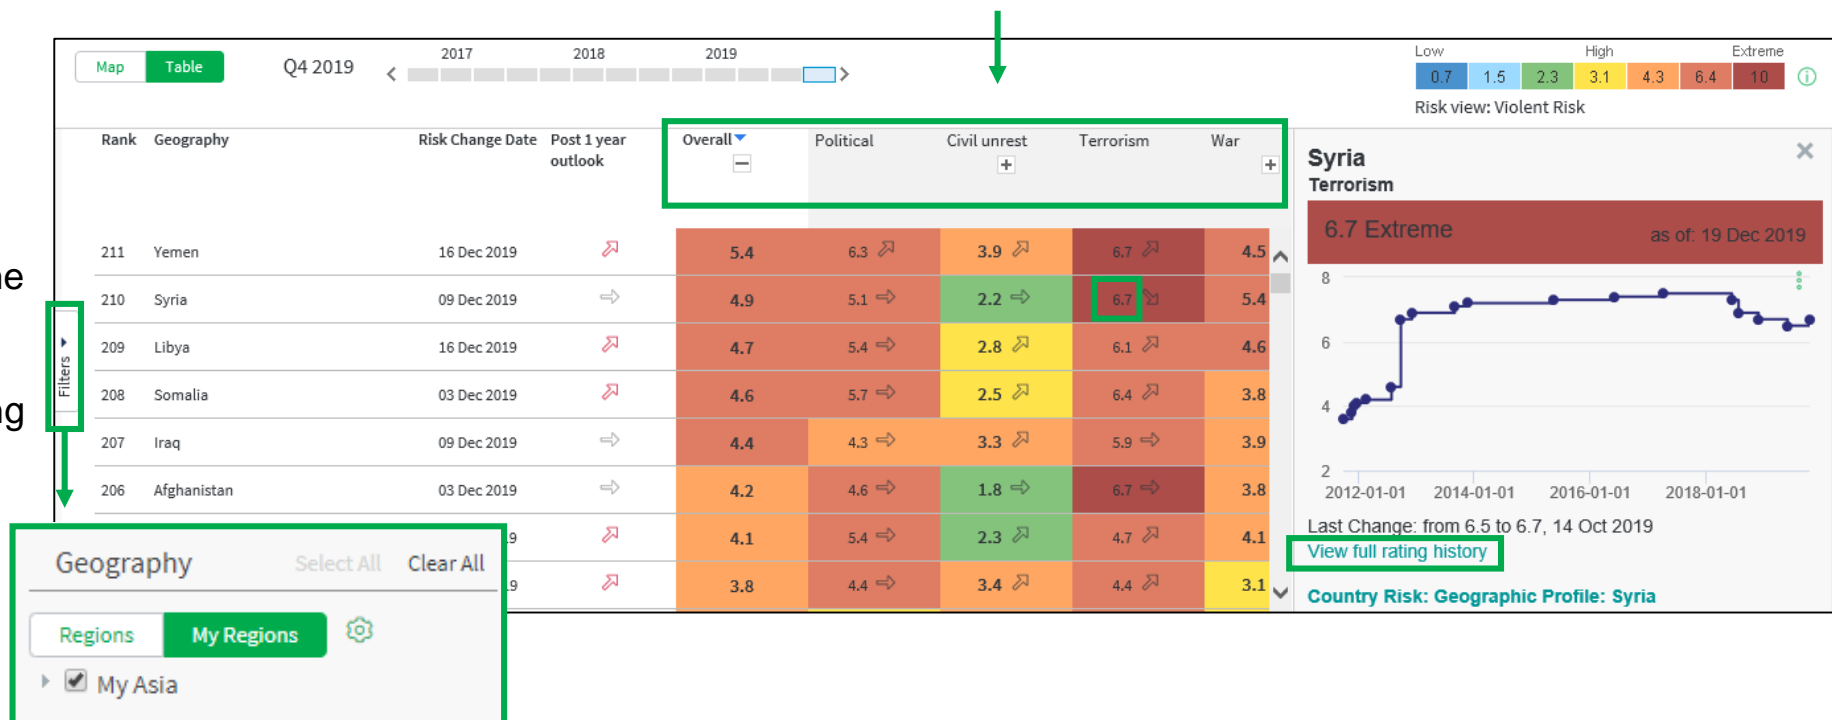 Map Table Q4 2019 2017 2018 2019
Low High Extreme
0.7 1.5 2.3 3.1 4.3 6.4 10
Risk view: Violent Risk
Rank Geography Risk Change Date Post 1 year outlook Overall Political Civil unrest Terrorism War
211 Yemen 16 Dec 2019 5.4 6.3 3.9 6.7 4.5
210 Syria 09 Dec 2019 4.9 5.1 2.2 6.7 5.4
209 Libya 16 Dec 2019 4.7 5.4 2.8 6.1 4.6
208 Somalia 03 Dec 2019 4.6 5.7 2.5 6.4 3.8
207 Iraq 09 Dec 2019 4.4 4.3 3.3 5.9 3.9
206 Afghanistan 03 Dec 2019 4.2 4.6 1.8 6.7 3.8
4.1 5.4 2.3 4.7 4.1
3.8 4.4 3.4 4.4 3.1
Filters
Geography Select All Clear All
Regions My Regions
My Asia
Syria
Terrorism
6.7 Extreme as of: 19 Dec 2019
8
6
4
2
2012-01-01 2014-01-01 2016-01-01 2018-01-01
Last Change: from 6.5 to 6.7, 14 Oct 2019
View full rating history
Country Risk: Geographic Profile: Syria